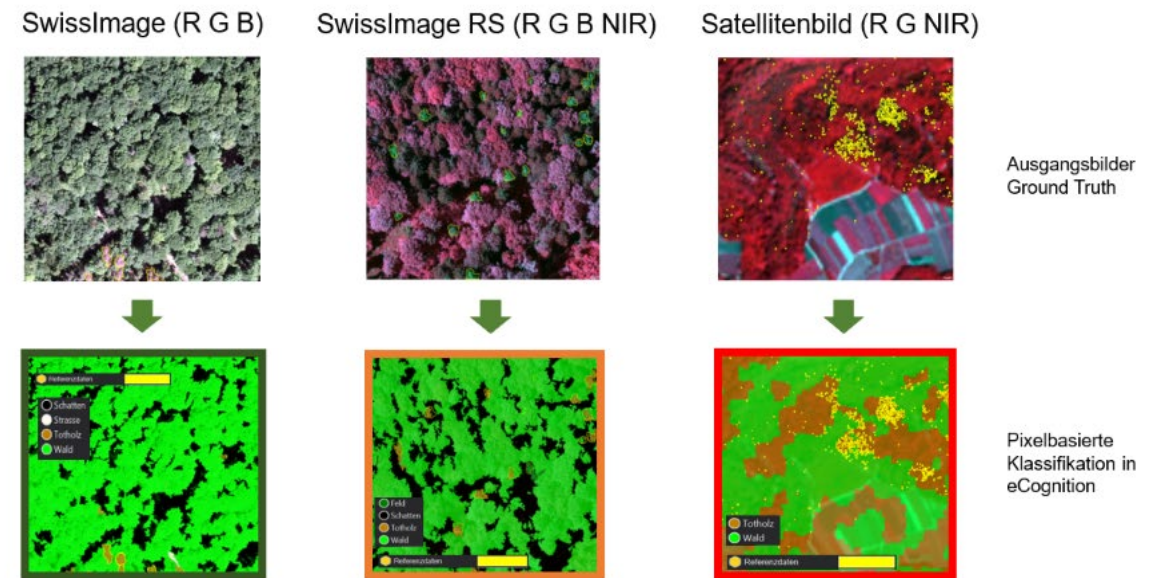 SwissImage (R G B)
SwissImage RS (R G B NIR)
Satellitenbild (R G NIR)
Ausgangsbilder
Ground Truth
Referenzdaten
Schatten
Strasse
Totholz
Wald
Feld
Schatten
Totholz
Wald
Referenzdaten
Totholz
Wald
Referenzdaten
Pixelbasierte
Klassifikation in
eCognition